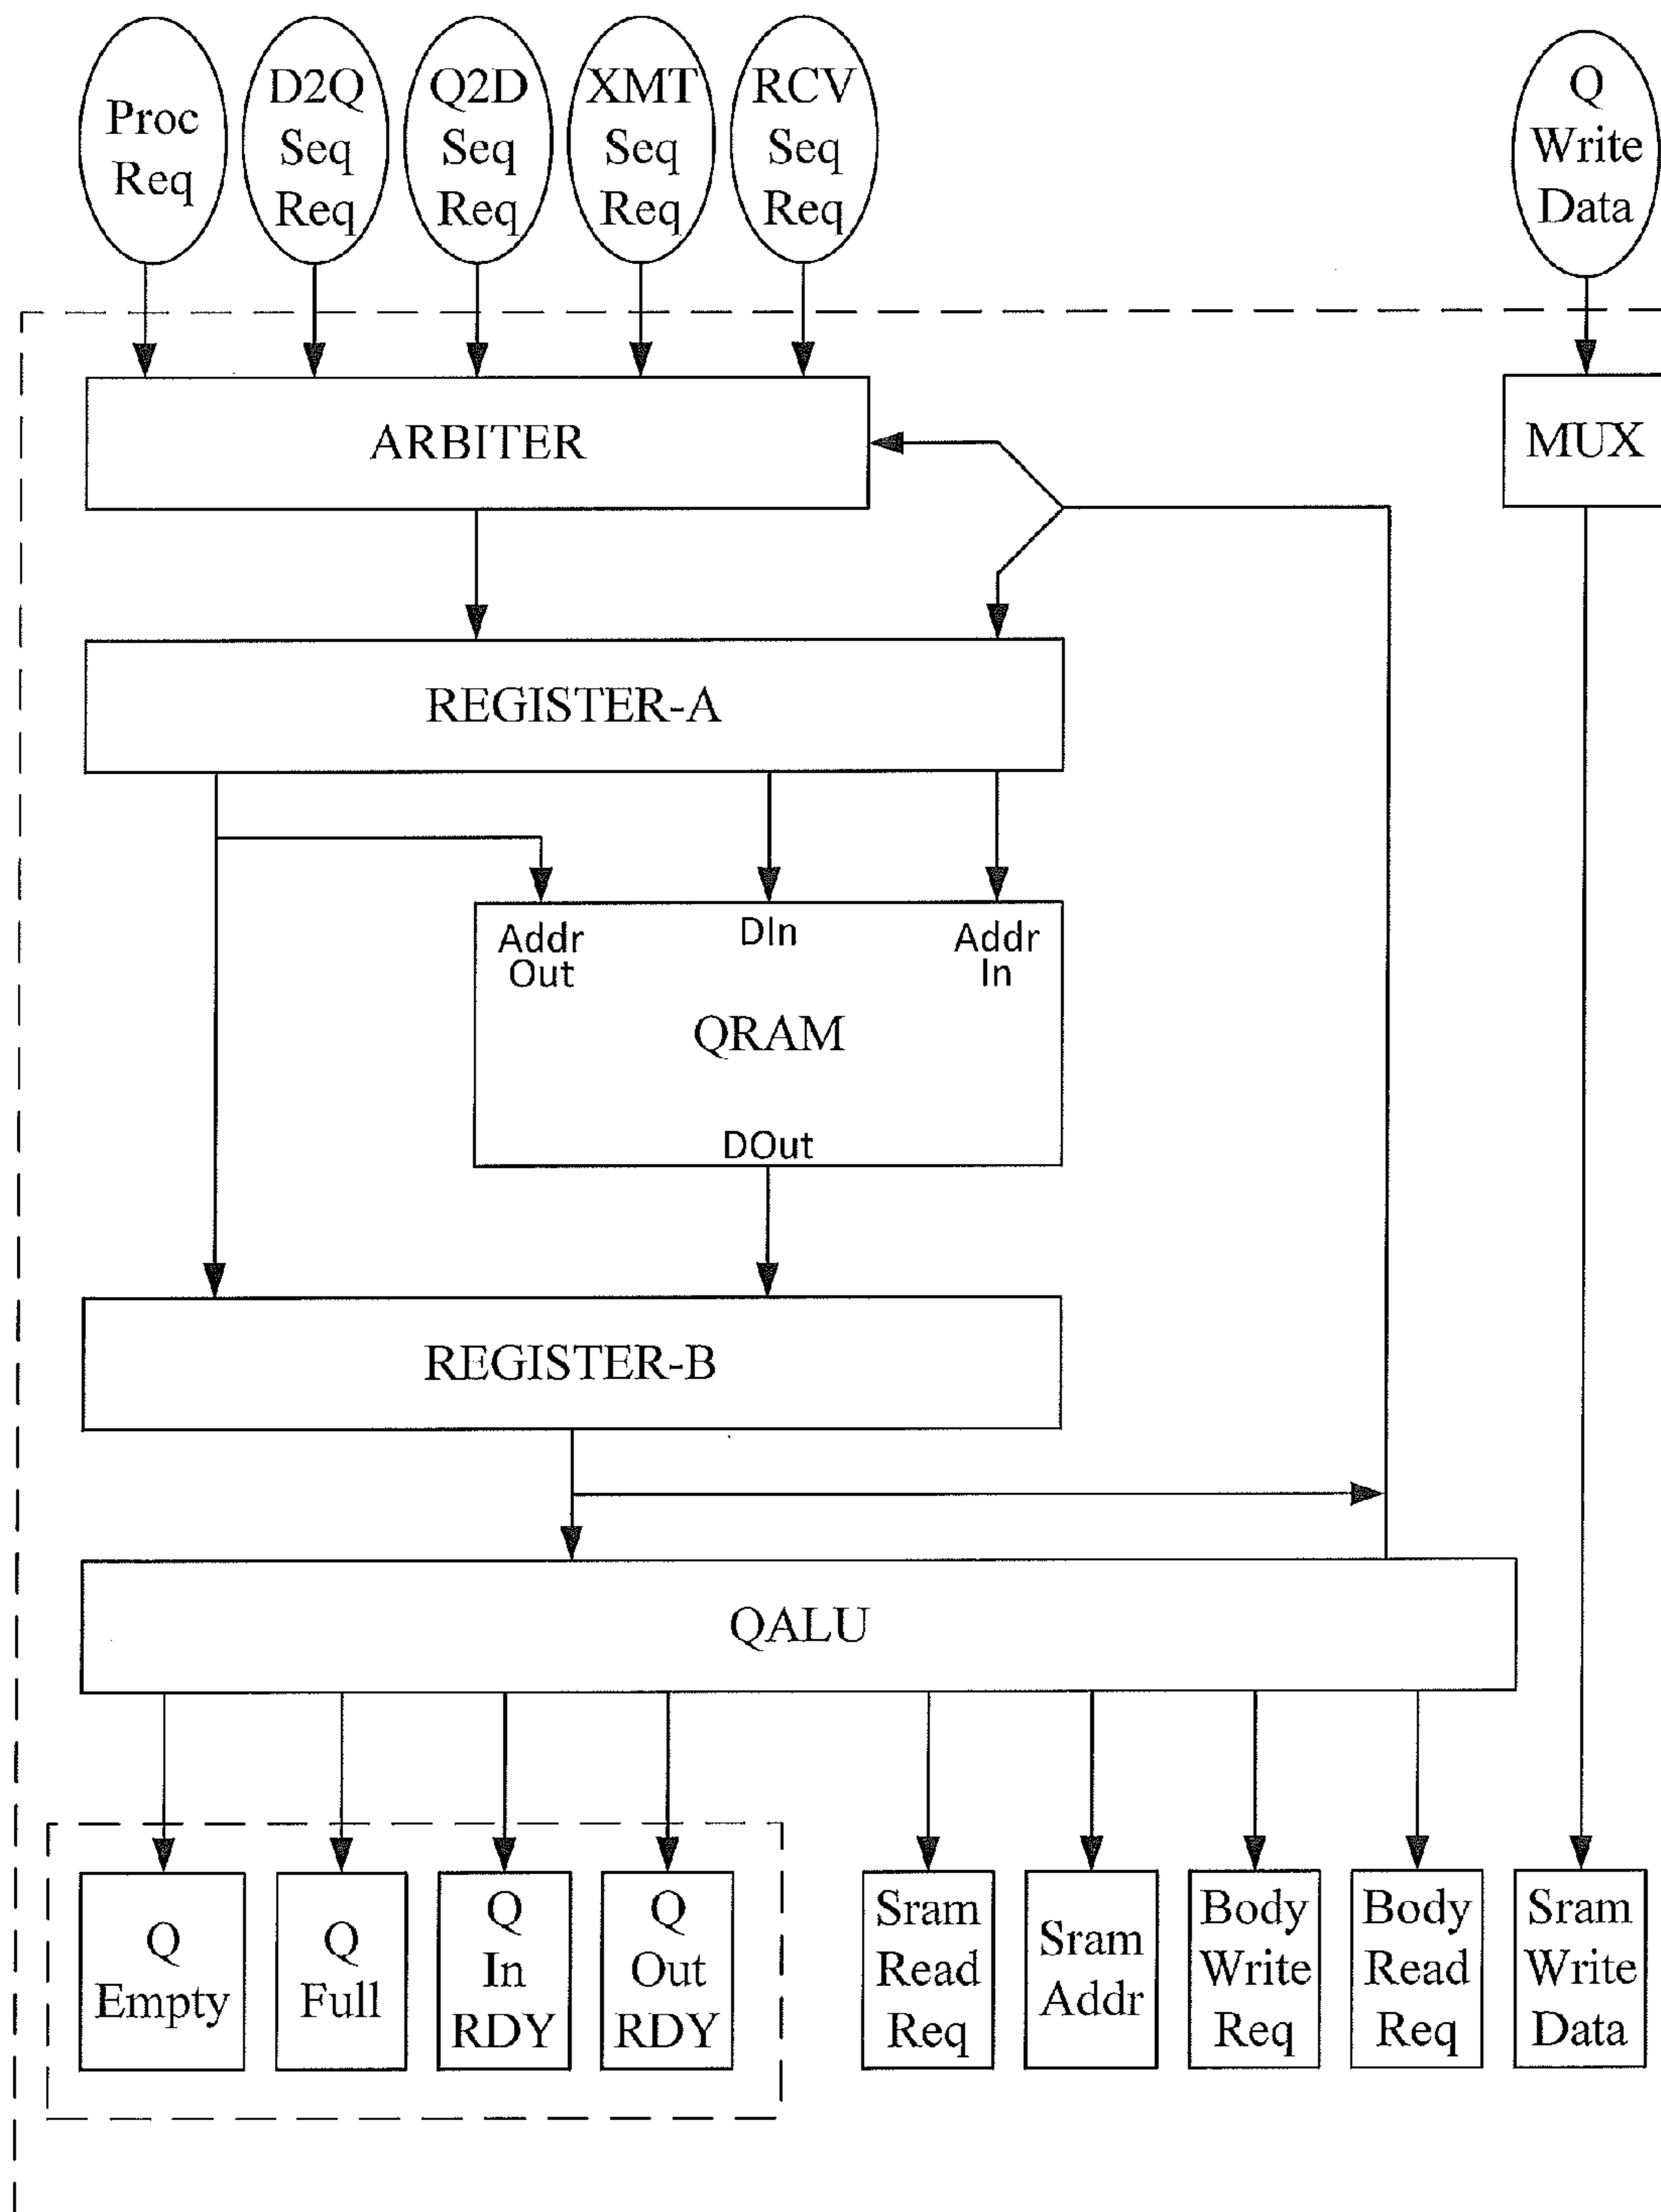 Proc
Req
D2Q
Seq
Req
Q2D
Seq
Req
XMT
Seq
Req
RCV
Seq
Req
Q
Write
Data
ARBITER
MUX
REGISTER-A
Addr
Out
DIn
Addr
In
QRAM
DOut
REGISTER-B
QALU
Q
Empty
Q
Full
Q
In
RDY
Q
Out
RDY
Sram
Read
Req
Sram
Addr
Body
Write
Req
Body
Read
Req
Sram
Write
Data